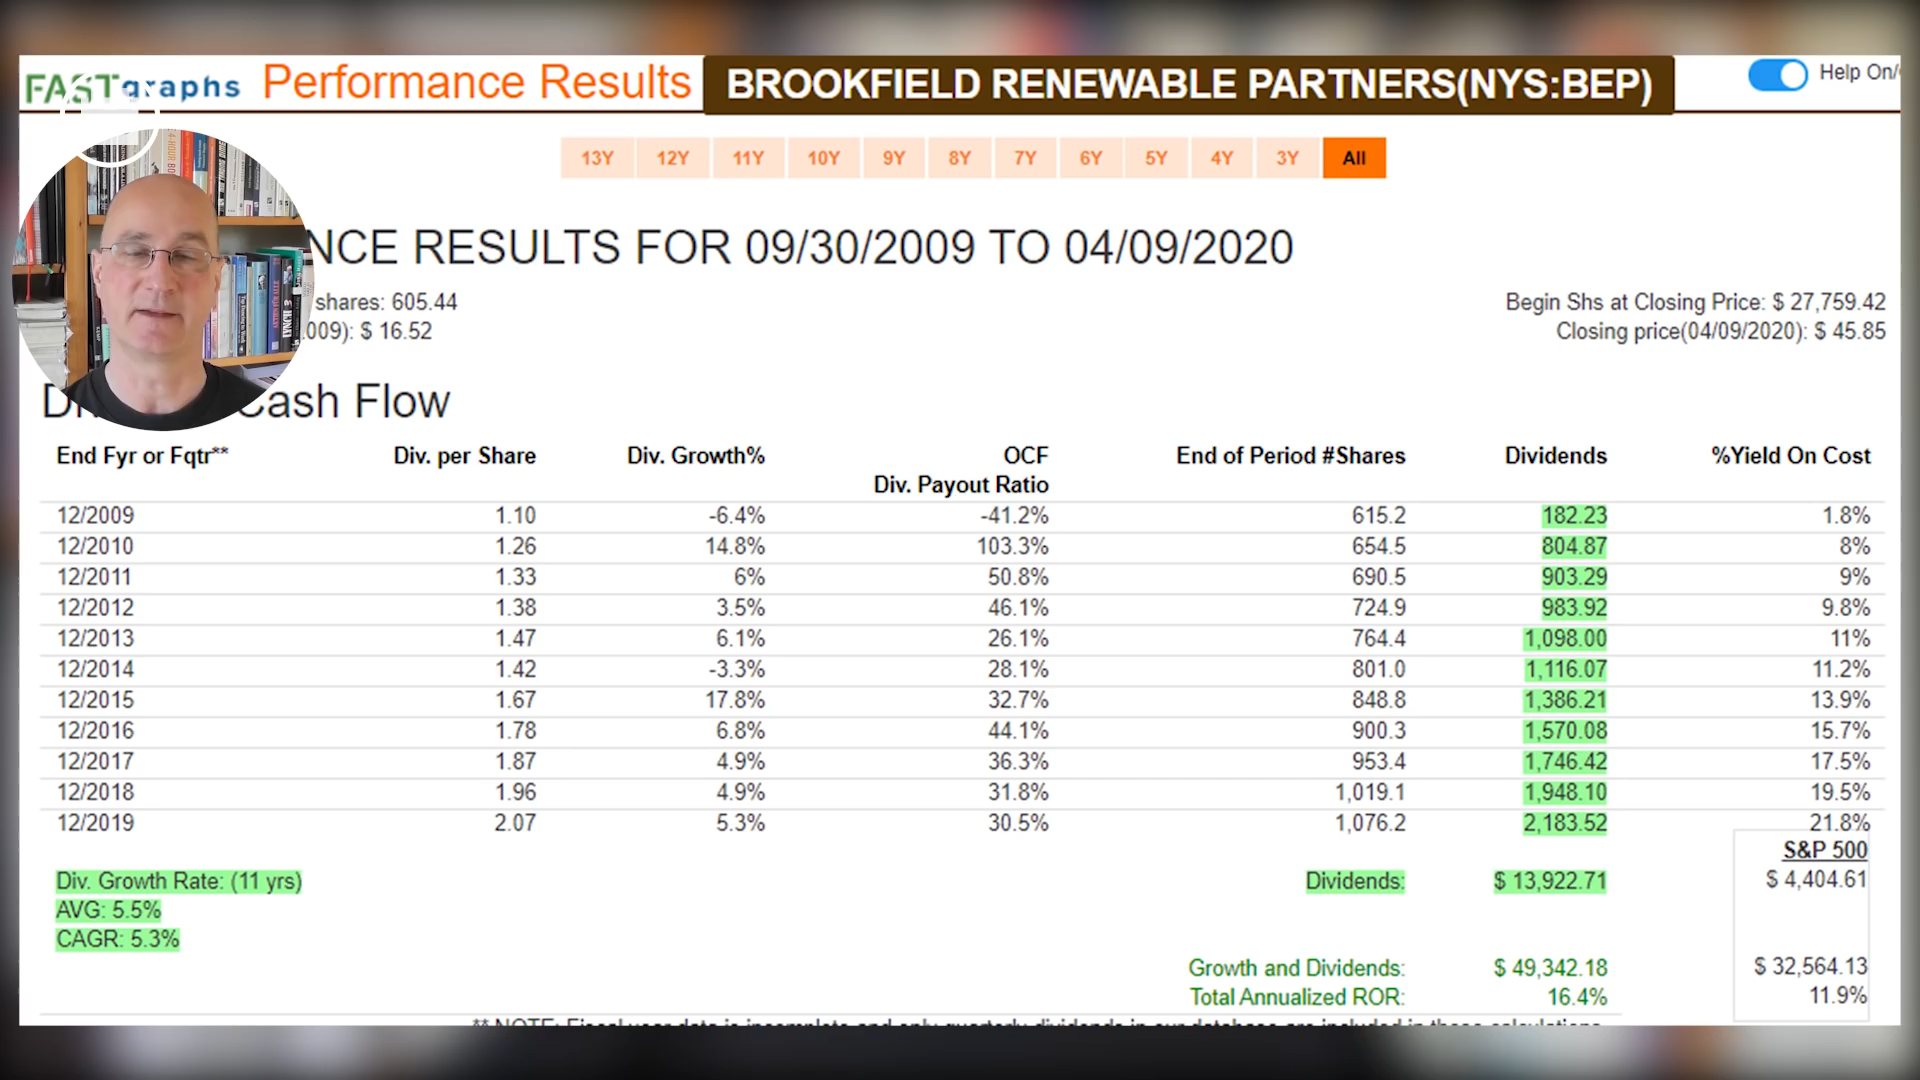 FASTgraphs Performance Results BROOKFIELD RENEWABLE PARTNERS(NYS:BEP) Help On/
13Y 12Y 11Y 10Y 9Y 8Y 7Y 6Y 5Y 4Y 3Y All
NCE RESULTS FOR 09/30/2009 TO 04/09/2020
shares: 605.44 Begin Shs at Closing Price: $ 27,759.42
009): $ 16.52 Closing price(04/09/2020): $ 45.85
Cash Flow
End Fyr or Fqtr** Div. per Share Div. Growth% OCF End of Period #Shares Dividends %Yield On Cost
Div. Payout Ratio
12/2009 1.10 -6.4% -41.2% 615.2 182.23 1.8%
12/2010 1.26 14.8% 103.3% 654.5 804.87 8%
12/2011 1.33 6% 50.8% 690.5 903.29 9%
12/2012 1.38 3.5% 46.1% 724.9 983.92 9.8%
12/2013 1.47 6.1% 26.1% 764.4 1,098.00 11%
12/2014 1.42 -3.3% 28.1% 801.0 1,116.07 11.2%
12/2015 1.67 17.8% 32.7% 848.8 1,386.21 13.9%
12/2016 1.78 6.8% 44.1% 900.3 1,570.08 15.7%
12/2017 1.87 4.9% 36.3% 953.4 1,746.42 17.5%
12/2018 1.96 4.9% 31.8% 1,019.1 1,948.10 19.5%
12/2019 2.07 5.3% 30.5% 1,076.2 2,183.52 21.8%
S&P 500
Div. Growth Rate: (11 yrs) Dividends: $ 13,922.71 $ 4,404.61
AVG: 5.5%
CAGR: 5.3%
Growth and Dividends: $ 49,342.18 $ 32,564.13
Total Annualized ROR: 16.4% 11.9%